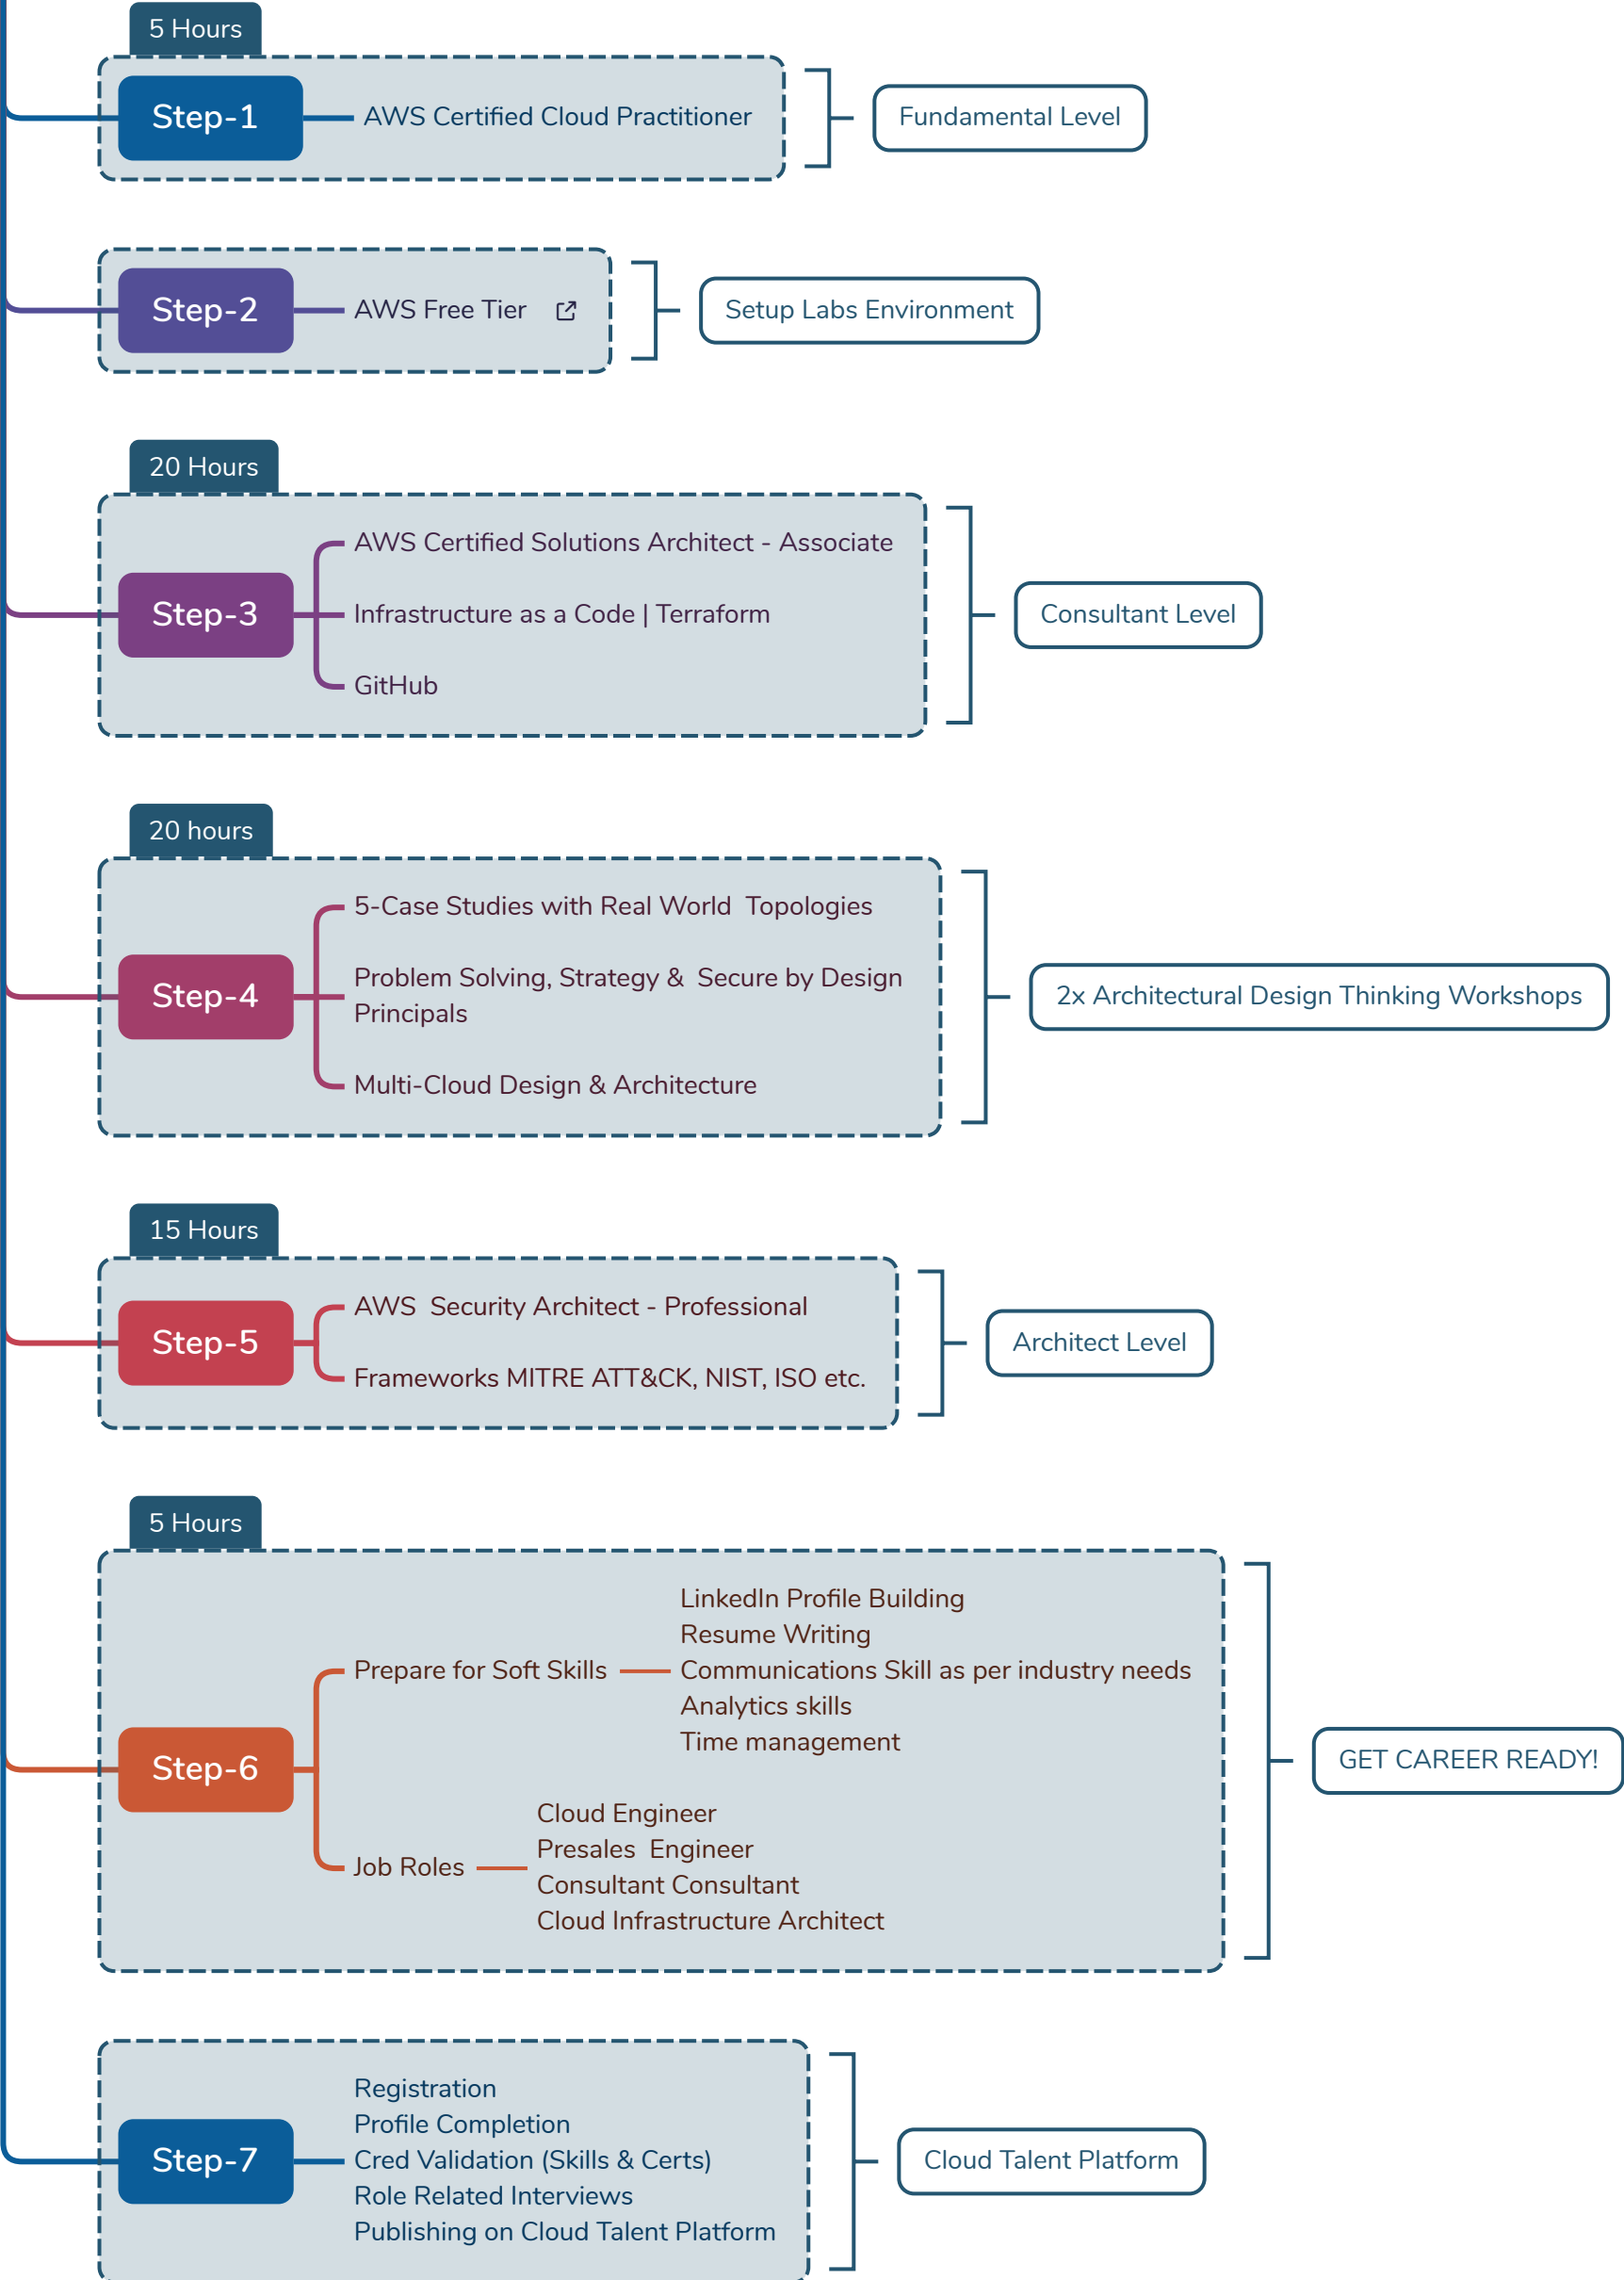 5 Hours
Step-1
AWS Certified Cloud Practitioner
Fundamental Level
Step-2
AWS Free Tier
Setup Labs Environment
20 Hours
Step-3
AWS Certified Solutions Architect - Associate
Infrastructure as a Code | Terraform
GitHub
Consultant Level
20 hours
Step-4
5-Case Studies with Real World  Topologies
Problem Solving, Strategy &  Secure by Design
Principals
Multi-Cloud Design & Architecture
2x Architectural Design Thinking Workshops
15 Hours
Step-5
AWS  Security Architect - Professional
Frameworks MITRE ATT&CK, NIST, ISO etc.
Architect Level
5 Hours
Step-6
Prepare for Soft Skills
LinkedIn Profile Building
Resume Writing
Communications Skill as per industry needs
Analytics skills
Time management
Job Roles
Cloud Engineer
Presales  Engineer
Consultant Consultant
Cloud Infrastructure Architect
GET CAREER READY!
Step-7
Registration
Profile Completion
Cred Validation (Skills & Certs)
Role Related Interviews
Publishing on Cloud Talent Platform
Cloud Talent Platform